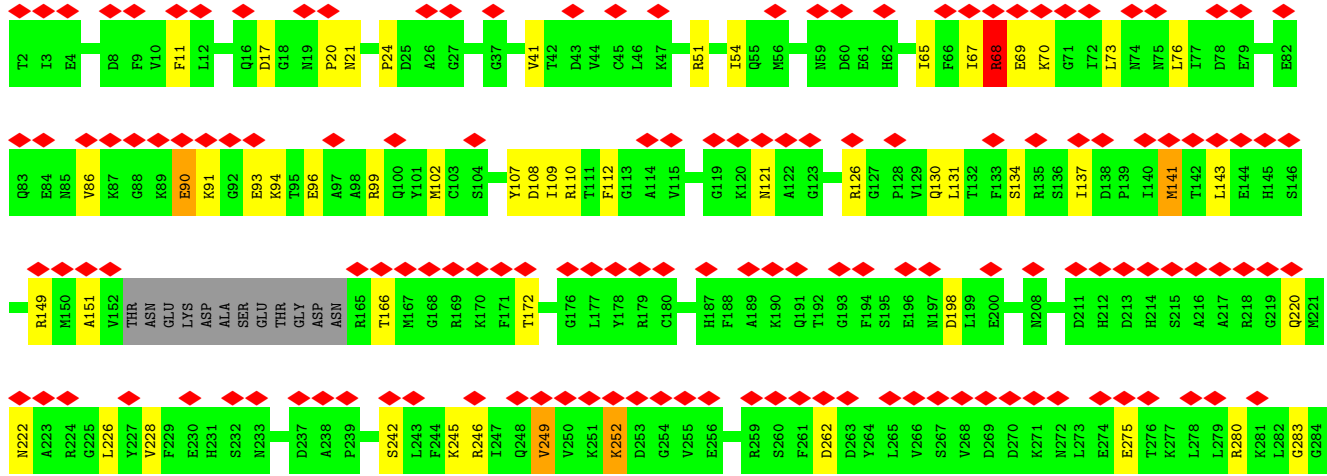 T2 I3 E4 D8 F9 V10 F11 L12 Q16 D17 G18 N19 P20 N21 P24 D25 A26 G27 G37 V41 T42 D43 V44 C45 L46 K47 R51 I54 Q55 M56 N59 D60 E61 H62 I65 F66 I67 R68 E69 K70 G71 I72 L73 N74 N75 L76 I77 D78 E79 E82
Q83 E84 N85 V86 K87 G88 K89 E90 K91 G92 E93 K94 T95 E96 A97 A98 R99 Q100 Y101 M102 C103 S104 Y107 D108 I109 R110 T111 F112 G113 A114 V115 G119 K120 N121 A122 G123 R126 G127 P128 V129 Q130 L131 T132 F133 S134 R135 S136 I137 D138 P139 I140 M141 T142 L143 E144 H145 S146
R149 M150 A151 V152 THR ASN GLU LYS ASP ALA SER GLU THR GLY ASP ASN R165 T166 M167 G168 R169 K170 F171 T172 G176 L177 Y178 R179 C180 H187 F188 A189 K190 Q191 T192 G193 F194 S195 E196 N197 D198 L199 E200 N208 D211 H212 D213 H214 S215 A216 A217 R218 G219 Q220 M221
N222 A223 R224 G225 L226 Y227 V228 F229 E230 H231 S232 N233 D237 A238 P239 S242 L243 F244 K245 R246 I247 Q248 V249 V250 K251 K252 D253 G254 V255 E256 R259 S260 F261 D262 D263 Y264 L265 V266 S267 V268 D269 D270 K271 N272 L273 E274 E275 T276 K277 L278 L279 R280 K281 L282 G283 G284